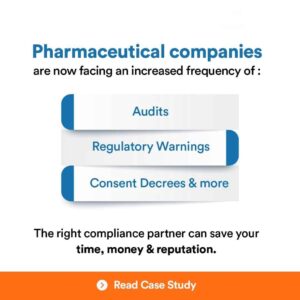 Pharmaceutical companies
are now facing an increased frequency of :
Audits
Regulatory Warnings
Consent Decrees & more
The right compliance partner can save your
time, money & reputation.
Read Case Study